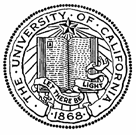 THE UNIVERSITY OF CALIFORNIA
LET THERE BE LIGHT
1868